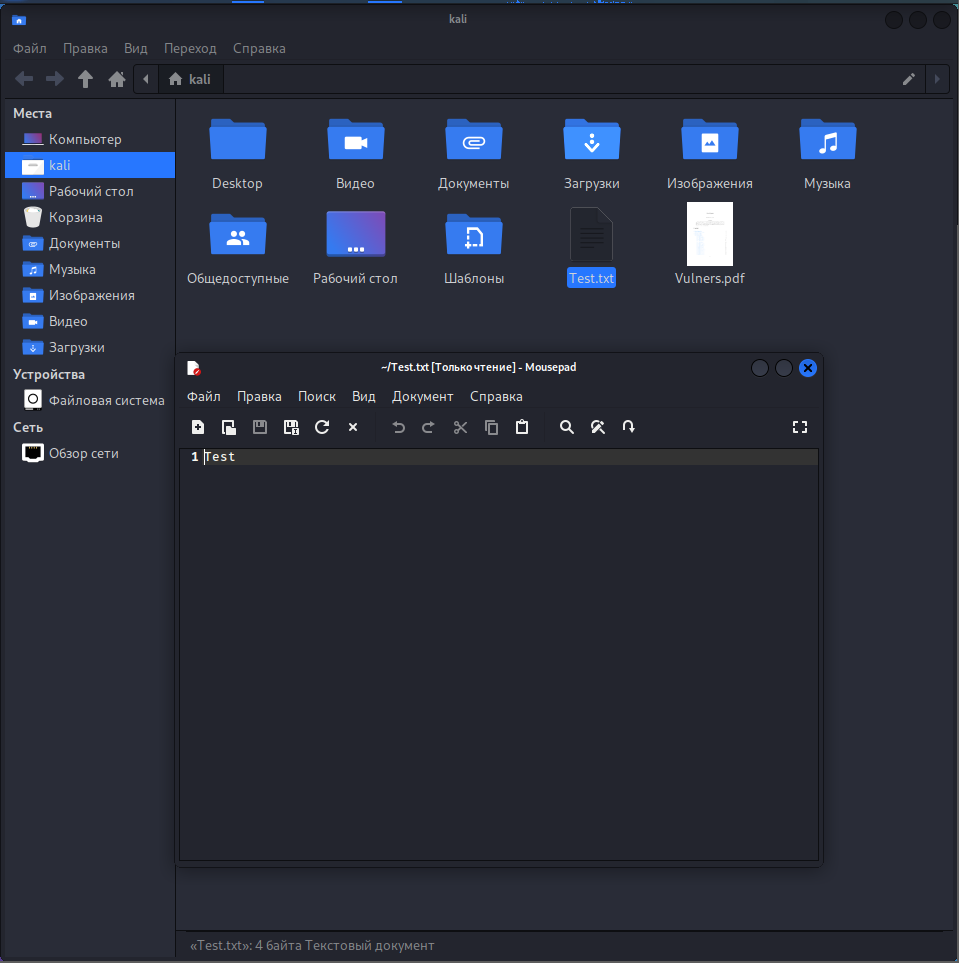 kali
Файл Правка Вид Переход Справка
kali
Места
Компьютер
kali
Рабочий стол
Корзина
Документы
Музыка
Изображения
Видео
Загрузки
Устройства
Файловая система
Сеть
Обзор сети
Desktop Видео Документы Загрузки Изображения Музыка
Общедоступные Рабочий стол Шаблоны Test.txt Vulners.pdf
~/Test.txt [Только чтение] - Mousepad
Файл Правка Поиск Вид Документ Справка
1 Test
«Test.txt»: 4 байта Текстовый документ